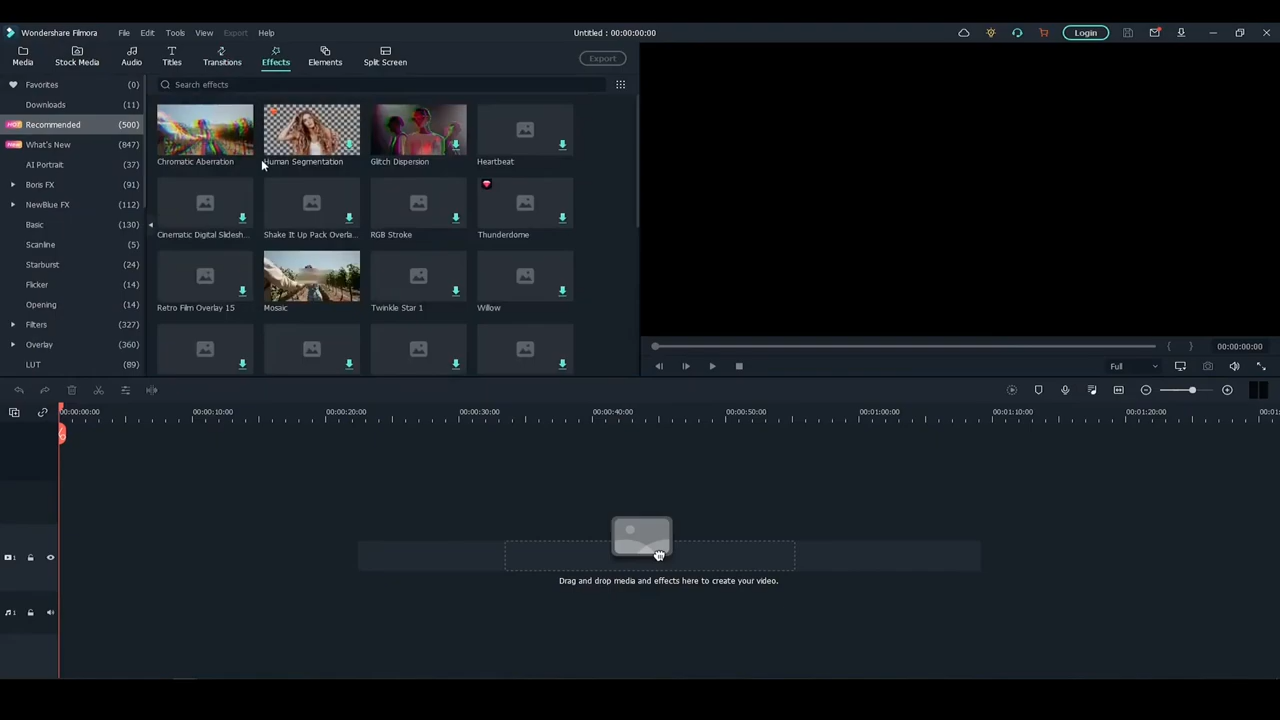 Wondershare Filmora File Edit Tools View Export Help Untitled : 00:00:00:00 Login
Media Stock Media Audio Titles Transitions Effects Elements Split Screen Export
Favorites (0)
Downloads (11)
HOT Recommended (500)
What's New (847)
AI Portrait (37)
Boris FX (91)
NewBlue FX (112)
Basic (130)
Scanline (5)
Starburst (24)
Flicker (14)
Opening (14)
Filters (327)
Overlay (360)
LUT (89)
Search effects
Chromatic Aberration Human Segmentation Glitch Dispersion Heartbeat
Cinematic Digital Slidesh... Shake It Up Pack Overla... RGB Stroke Thunderdome
Retro Film Overlay 15 Mosaic Twinkle Star 1 Willow
00:00:00:00
Full
00:00:00:00 00:00:10:00 00:00:20:00 00:00:30:00 00:00:40:00 00:00:50:00 00:01:00:00 00:01:10:00 00:01:20:00
1
Drag and drop media and effects here to create your video.
1